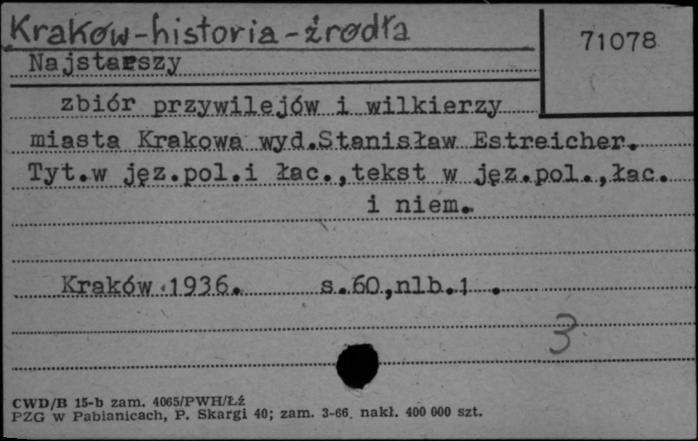 Kraków-historia-źródła
71078
Najstarszy
zbiór przywilejów i wilkierzy
miasta Krakowa wyd.Stanisław Estreicher.
Tyt.w jęz.pol.i łac.,tekst w jęz.pol.,łac.
i niem.
Kraków 1936. s.60,nlb.1 .
3
CWD/B 15-b zam. 4065/PWH/Łź
PZG w Pabianicach, P. Skargi 40; zam. 3-66. nakł. 400 000 szt.